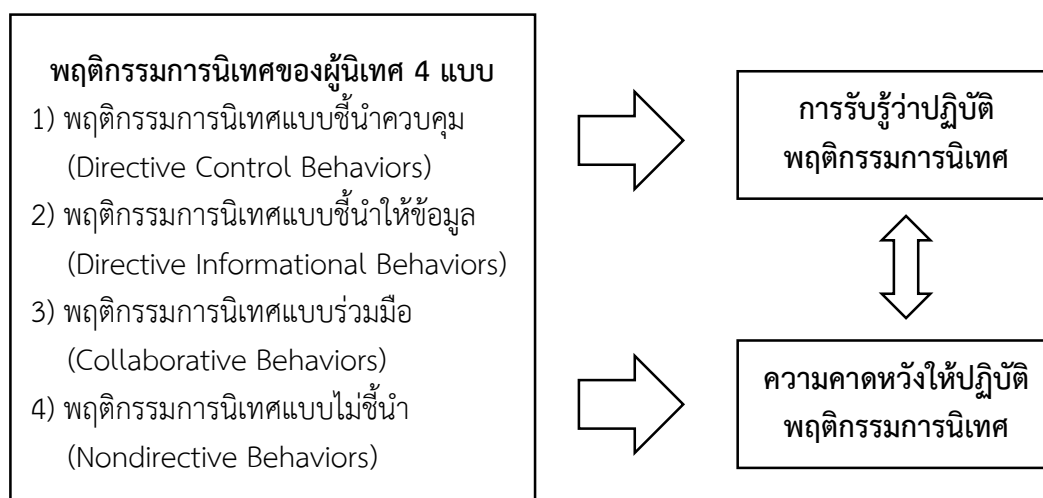 พฤติกรรมการนิเทศของผู้นิเทศ 4 แบบ
1) พฤติกรรมการนิเทศแบบชี้นำควบคุม
(Directive Control Behaviors)
2) พฤติกรรมการนิเทศแบบชี้นำให้ข้อมูล
(Directive Informational Behaviors)
3) พฤติกรรมการนิเทศแบบร่วมมือ
(Collaborative Behaviors)
4) พฤติกรรมการนิเทศแบบไม่ชี้นำ
(Nondirective Behaviors)
การรับรู้ว่าปฏิบัติ
พฤติกรรมการนิเทศ
ความคาดหวังให้ปฏิบัติ
พฤติกรรมการนิเทศ